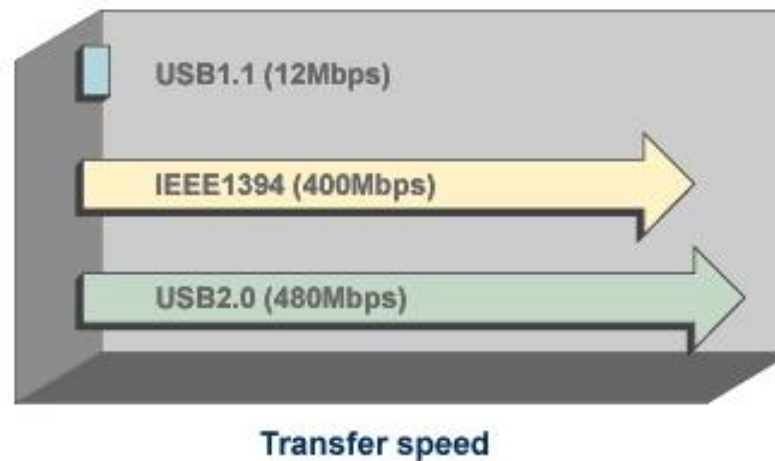 USB1.1 (12Mbps)
IEEE1394 (400Mbps)
USB2.0 (480Mbps)
Transfer speed